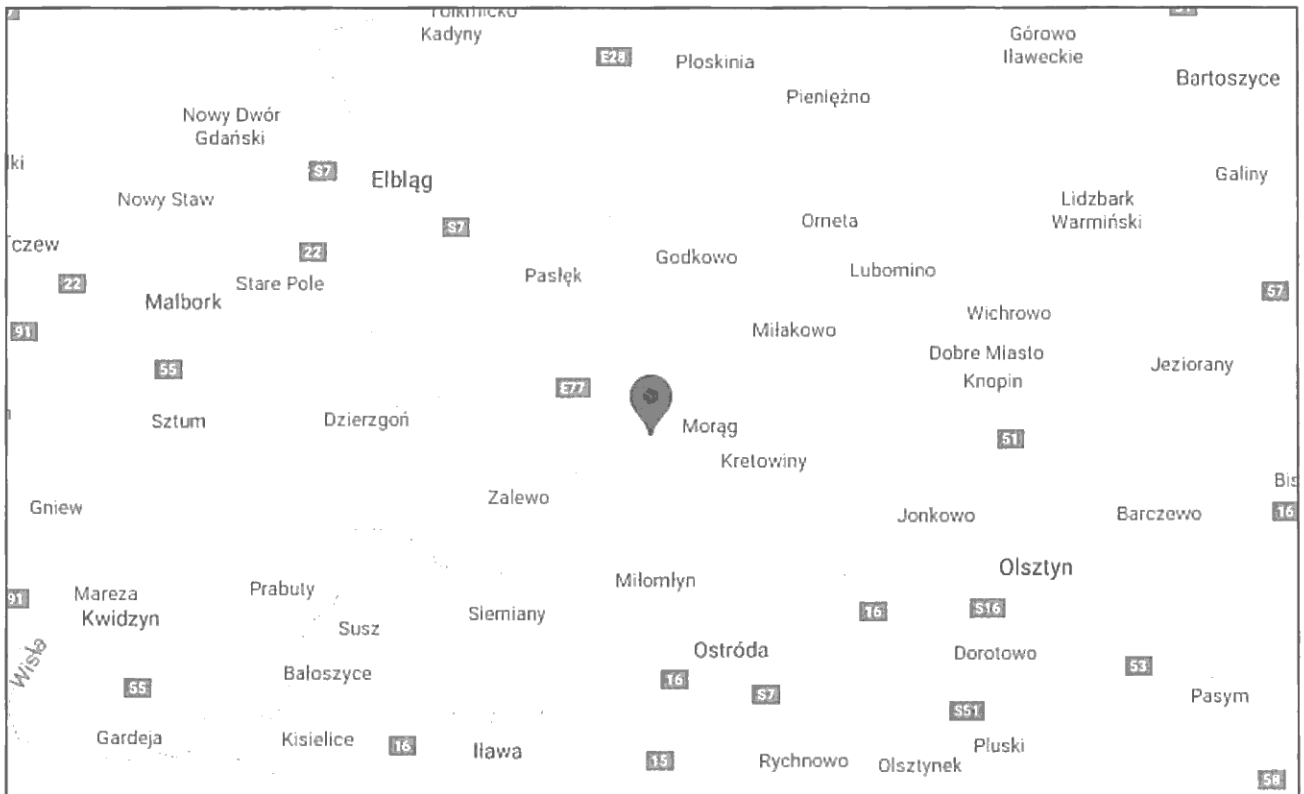 Kadyny
E28
Płoskinia
Górowo
Iławeckie
Bartoszyce
Pieniężno
Nowy Dwór
Gdański
S7
Elbląg
Galiny
Nowy Staw
Lidzbark
Warmiński
Orneta
S7
22
Godkowo
Lubomino
Pasłęk
22
Stare Pole
Malbork
57
Wichrowo
91
Miłakowo
Dobre Miasto
Jeziorany
55
Knopin
E77
Sztum
Dzierzgoń
Morąg
51
Kretowiny
Zalewo
Gniew
Jonkowo
Barczewo
16
Olsztyn
Miłomłyn
Prabuty
Mareza
91
Kwidzyn
Siemiany
16
S16
Susz
Wisła
Ostróda
Dorotowo
53
Bałoszyce
16
55
S7
Pasym
S51
Gardeja
Kisielice
16
Iława
15
Rychnowo
Olsztynek
Pluski
58